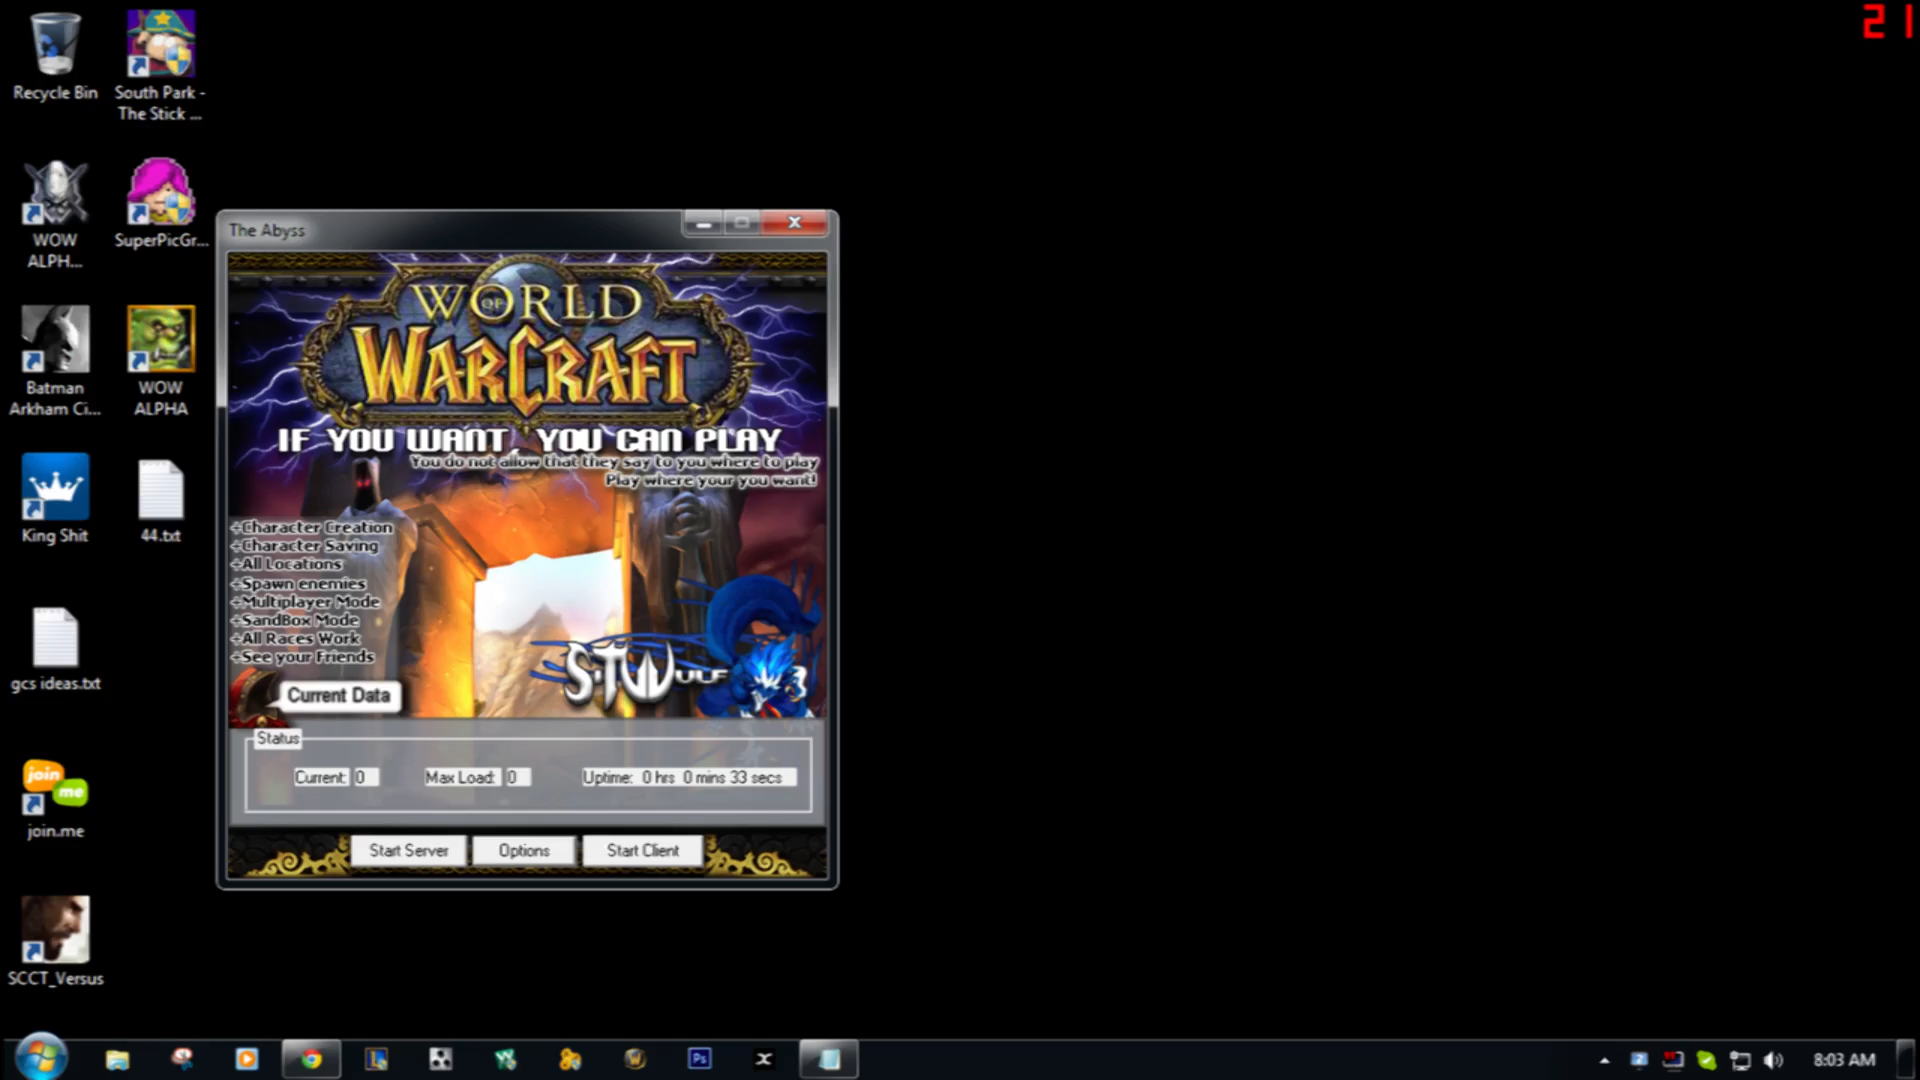 21
Recycle Bin
South Park -
The Stick ...
WOW
ALPH...
SuperPicGr...
Batman
Arkham Ci...
WOW
ALPHA
King Shit
44.txt
gcs ideas.txt
join
me
join.me
SCCT_Versus
The Abyss
WORLD
OF
WARCRAFT
IF YOU WANT, YOU CAN PLAY
You do not allow that they say to you where to play
Play where your you want!
+Character Creation
+Character Saving
+All Locations
+Spawn enemies
+Multiplayer Mode
+SandBox Mode
+All Races Work
+See your Friends
Current Data
Status
Current: 0
Max Load: 0
Uptime: 0 hrs 0 mins 33 secs
Start Server
Options
Start Client
Ps
8:03 AM